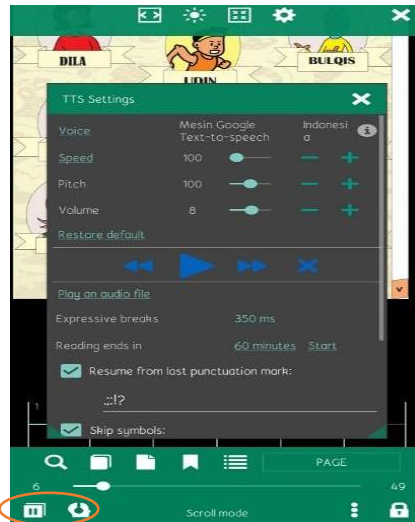 DILA
UDIN
BULQIS
TTS Settings
Voice Mesin Google Text-to-speech Indonesia
Speed 100
Pitch 100
Volume 8
Restore default
Play an audio file
Expressive breaks 350 ms
Reading ends in 60 minutes Start
Resume from last punctuation mark:
.;:!?
Skip symbols:
1
PAGE
6 49
Scroll mode